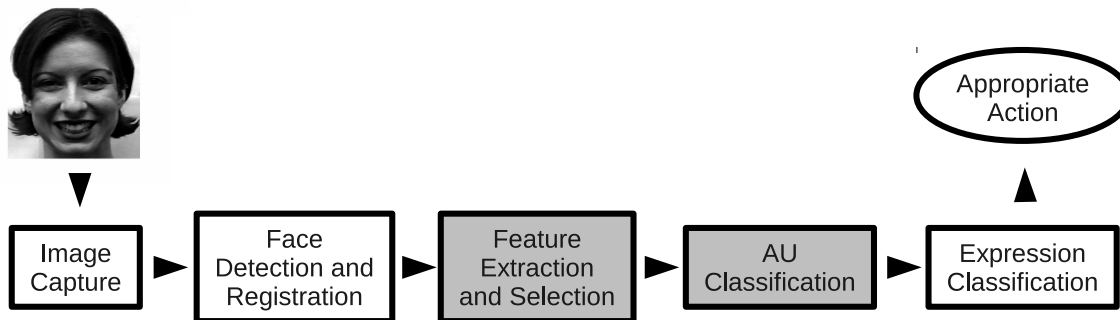 Appropriate
Action
Image
Capture
Face
Detection and
Registration
Feature
Extraction
and Selection
AU
Classification
Expression
Classification